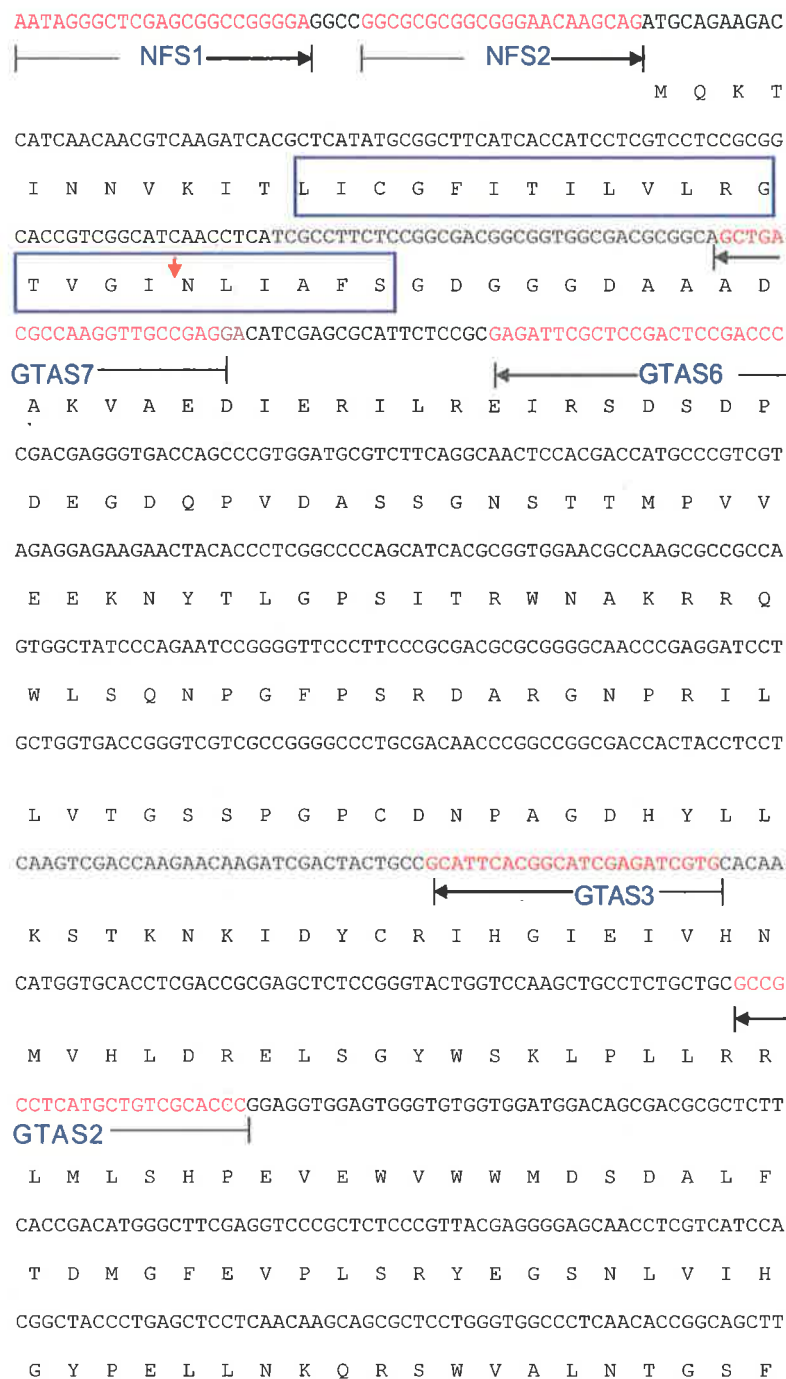 AATAGGGCTCGAGCGGCCGGGGAGGCCGGCGCGCGGCGGGAACAAGCAGATGCAGAAGAC
NFS1 NFS2
M Q K T
CATCAACAACGTCAAGATCACGCTCATATGCGGCTTCATCACCATCCTCGTCCTCCGCGG
I N N V K I T L I C G F I T I L V L R G
CACCGTCGGCATCAACCTCATCGCCTTCTCCGGCGACGGCGGTGGCGACGCGGCAGCTGA
T V G I N L I A F S G D G G G D A A A D
CGCCAAGGTTGCCGAGGACATCGAGCGCATTCTCCGCGAGATTCGCTCCGACTCCGACCC
GTAS7 GTAS6
A K V A E D I E R I L R E I R S D S D P
CGACGAGGGTGACCAGCCCGTGGATGCGTCTTCAGGCAACTCCACGACCATGCCCGTCGT
D E G D Q P V D A S S G N S T T M P V V
AGAGGAGAAGAACTACACCCTCGGCCCCAGCATCACGCGGTGGAACGCCAAGCGCCGCCA
E E K N Y T L G P S I T R W N A K R R Q
GTGGCTATCCCAGAATCCGGGGTTCCCTTCCCGCGACGCGCGGGGCAACCCGAGGATCCT
W L S Q N P G F P S R D A R G N P R I L
GCTGGTGACCGGGTCGTCGCCGGGGCCCTGCGACAACCCGGCCGGCGACCACTACCTCCT
L V T G S S P G P C D N P A G D H Y L L
CAAGTCGACCAAGAACAAGATCGACTACTGCCGCATTCACGGCATCGAGATCGTGCACAA
GTAS3
K S T K N K I D Y C R I H G I E I V H N
CATGGTGCACCTCGACCGCGAGCTCTCCGGGTACTGGTCCAAGCTGCCTCTGCTGCGCCG
M V H L D R E L S G Y W S K L P L L R R
CCTCATGCTGTCGCACCCGGAGGTGGAGTGGGTGTGGTGGATGGACAGCGACGCGCTCTT
GTAS2
L M L S H P E V E W V W W M D S D A L F
CACCGACATGGGCTTCGAGGTCCCGCTCTCCCGTTACGAGGGGAGCAACCTCGTCATCCA
T D M G F E V P L S R Y E G S N L V I H
CGGCTACCCTGAGCTCCTCAACAAGCAGCGCTCCTGGGTGGCCCTCAACACCGGCAGCTT
G Y P E L L N K Q R S W V A L N T G S F